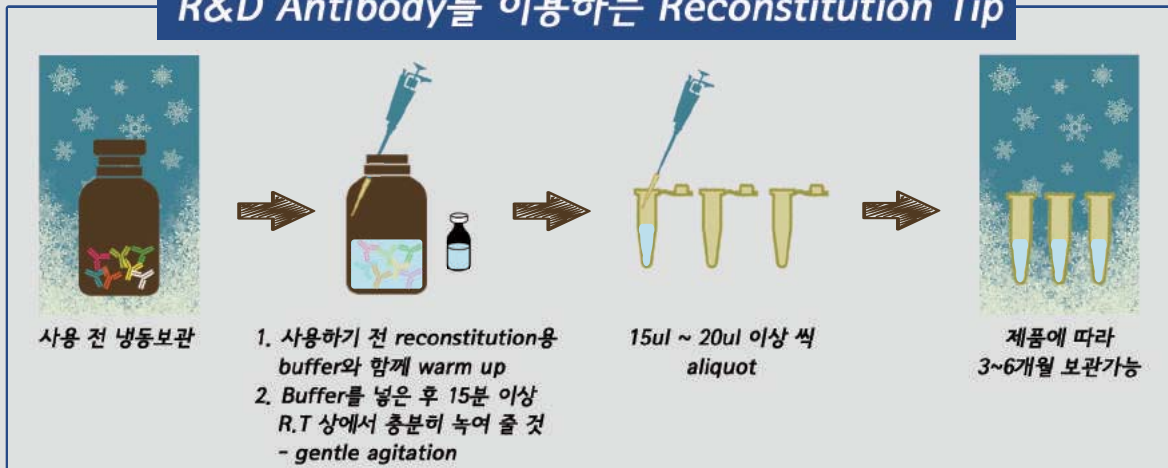 R&D Antibody를 이용하는 Reconstitution Tip
사용 전 냉동보관
1. 사용하기 전 reconstitution용
buffer와 함께 warm up
2. Buffer를 넣은 후 15분 이상
R.T 상에서 충분히 녹여 줄 것
- gentle agitation
15ul ~ 20ul 이상 씩
aliquot
제품에 따라
3~6개월 보관가능